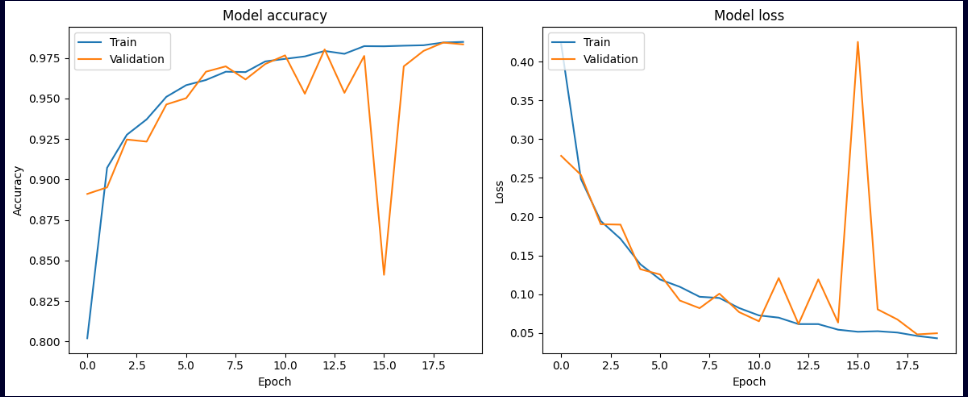 Model accuracy
Train
Validation
0.975
0.950
0.925
0.900
0.875
0.850
0.825
0.800
Accuracy
0.0 2.5 5.0 7.5 10.0 12.5 15.0 17.5
Epoch
Model loss
Train
Validation
0.40
0.35
0.30
0.25
0.20
0.15
0.10
0.05
Loss
0.0 2.5 5.0 7.5 10.0 12.5 15.0 17.5
Epoch